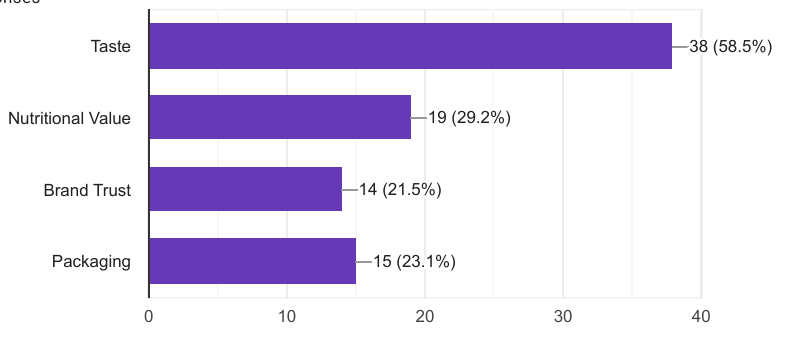 Taste
38 (58.5%)
Nutritional Value
19 (29.2%)
Brand Trust
14 (21.5%)
Packaging
15 (23.1%)
0 10 20 30 40